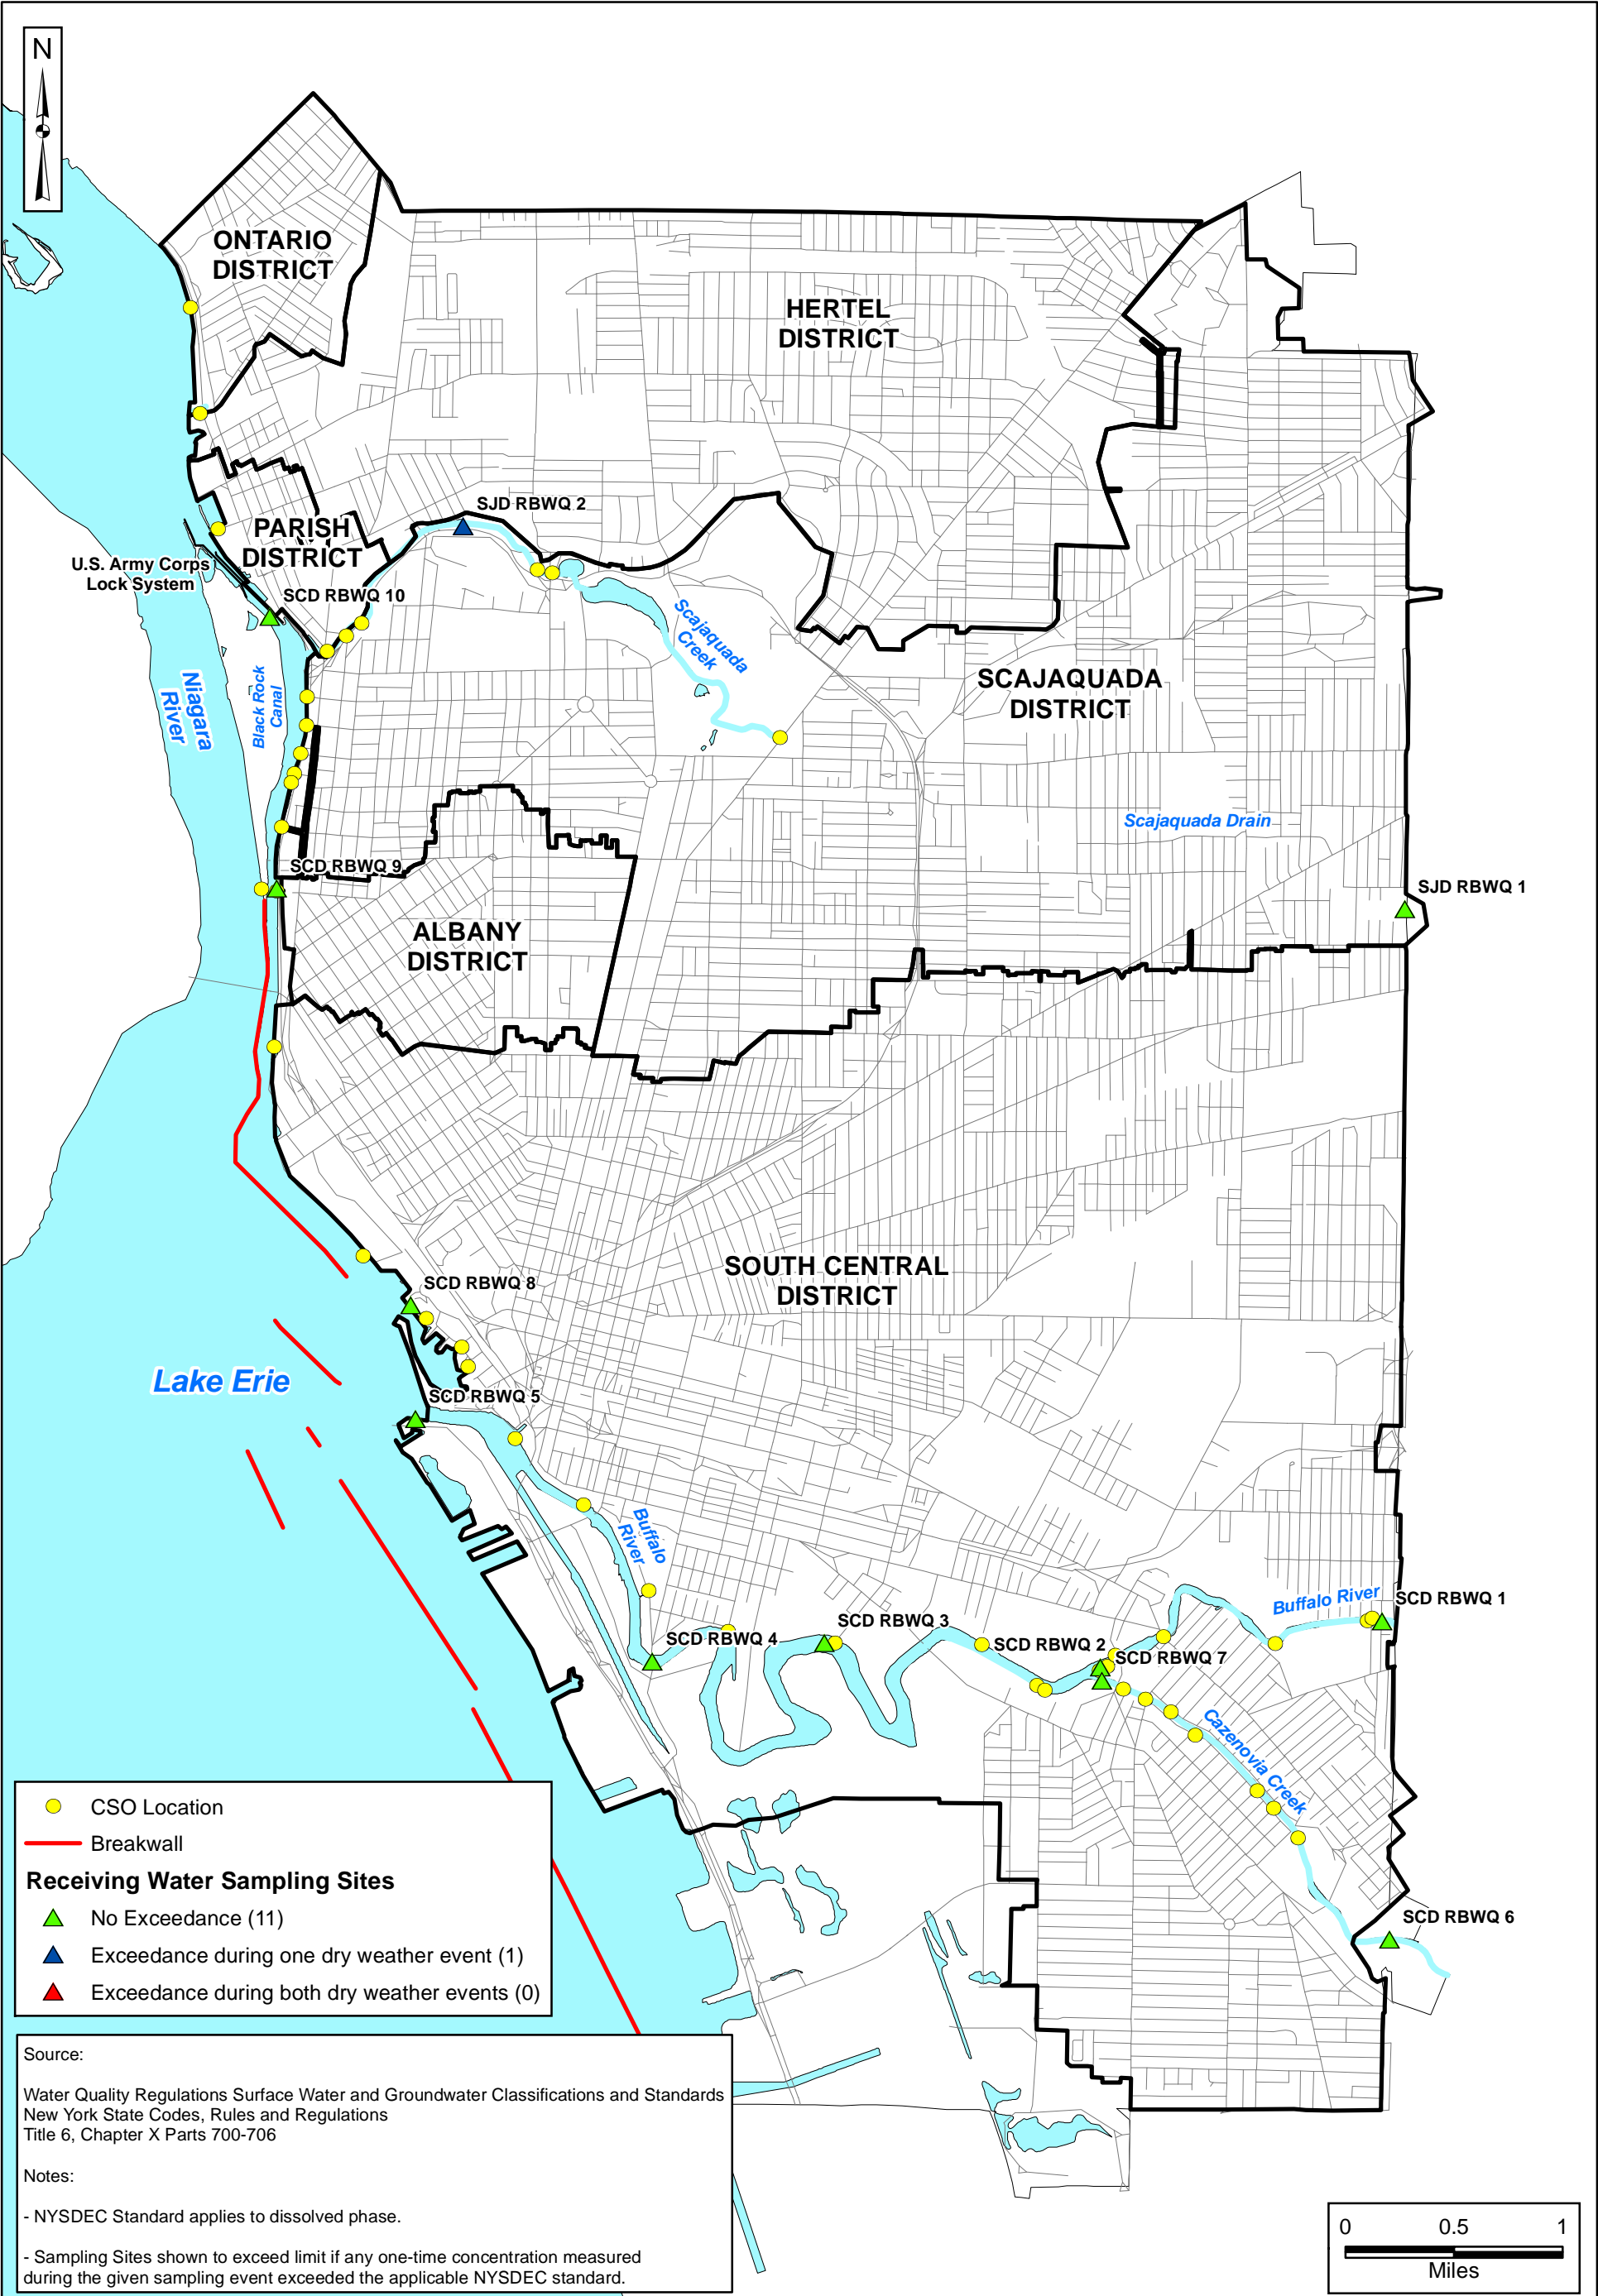 N
ONTARIO
DISTRICT
HERTEL
DISTRICT
SJD RBWQ 2
PARISH
DISTRICT
U.S. Army Corps
Lock System
SCD RBWQ 10
Scajaquada
Creek
Niagara
River
Black Rock
Canal
SCAJAQUADA
DISTRICT
Scajaquada Drain
SCD RBWQ 9
SJD RBWQ 1
ALBANY
DISTRICT
SOUTH CENTRAL
DISTRICT
SCD RBWQ 8
Lake Erie
SCD RBWQ 5
Buffalo
River
Buffalo River
SCD RBWQ 1
SCD RBWQ 3
SCD RBWQ 4
SCD RBWQ 2
SCD RBWQ 7
Cazenovia Creek
SCD RBWQ 6
CSO Location
Breakwall
Receiving Water Sampling Sites
No Exceedance (11)
Exceedance during one dry weather event (1)
Exceedance during both dry weather events (0)
Source:
Water Quality Regulations Surface Water and Groundwater Classifications and Standards
New York State Codes, Rules and Regulations
Title 6, Chapter X Parts 700-706
Notes:
- NYSDEC Standard applies to dissolved phase.
- Sampling Sites shown to exceed limit if any one-time concentration measured
during the given sampling event exceeded the applicable NYSDEC standard.
0 0.5 1
Miles